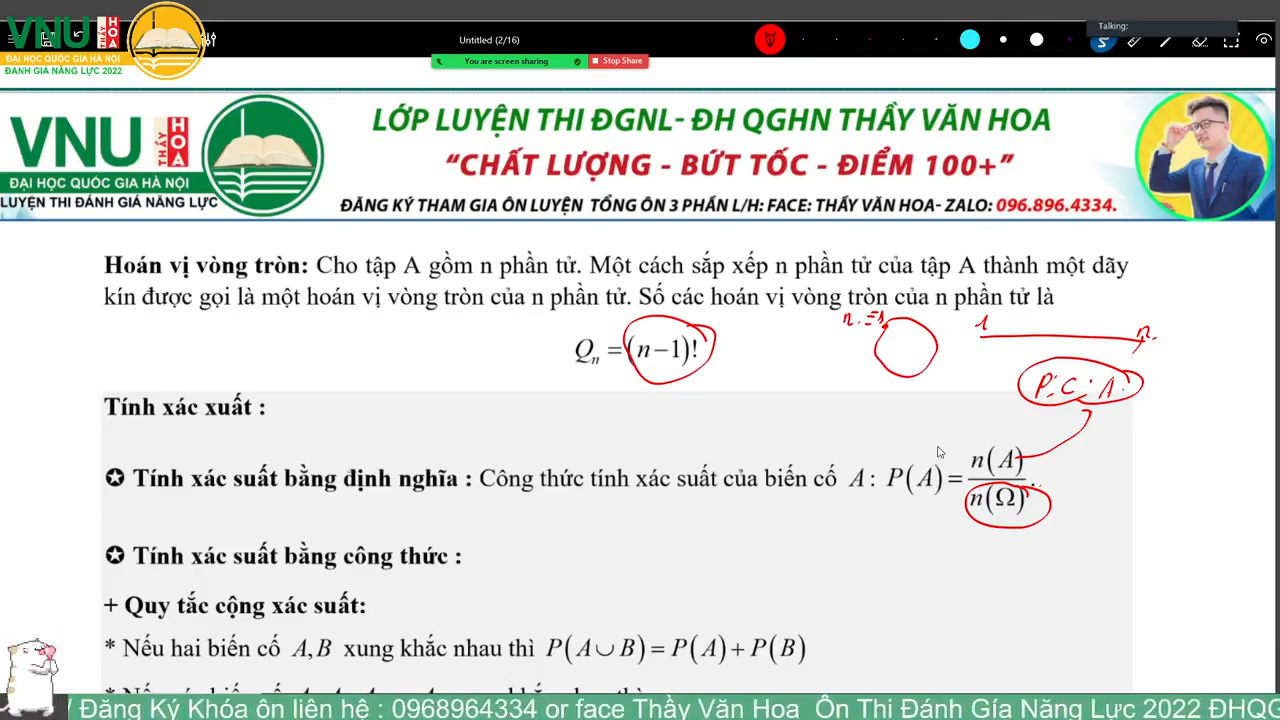 VNU THẦY HOA
ĐẠI HỌC QUỐC GIA HÀ NỘI
ĐÁNH GIÁ NĂNG LỰC 2022
Untitled (2/16)
Talking:
You are screen sharing
Stop Share
VNU THẦY HOA
ĐẠI HỌC QUỐC GIA HÀ NỘI
LUYỆN THI ĐÁNH GIÁ NĂNG LỰC
LỚP LUYỆN THI ĐGNL- ĐH QGHN THẦY VĂN HOA
“CHẤT LƯỢNG - BỨT TỐC - ĐIỂM 100+”
ĐĂNG KÝ THAM GIA ÔN LUYỆN TỔNG ÔN 3 PHẦN L/H: FACE: THẦY VĂN HOA- ZALO: 096.896.4334.
Hoán vị vòng tròn: Cho tập A gồm n phần tử. Một cách sắp xếp n phần tử của tập A thành một dãy
kín được gọi là một hoán vị vòng tròn của n phần tử. Số các hoán vị vòng tròn của n phần tử là
n.=1
1 n.
Qn = (n−1)!
P; C; A.
Tính xác xuất :
✪ Tính xác suất bằng định nghĩa : Công thức tính xác suất của biến cố A: P(A) = n(A)/n(Ω).
✪ Tính xác suất bằng công thức :
+ Quy tắc cộng xác suất:
* Nếu hai biến cố A, B xung khắc nhau thì P(A∪B) = P(A) + P(B)
/ Đăng Ký Khóa ôn liên hệ : 0968964334 or face Thầy Văn Hoa Ôn Thi Đánh Gía Năng Lực 2022 ĐHQG